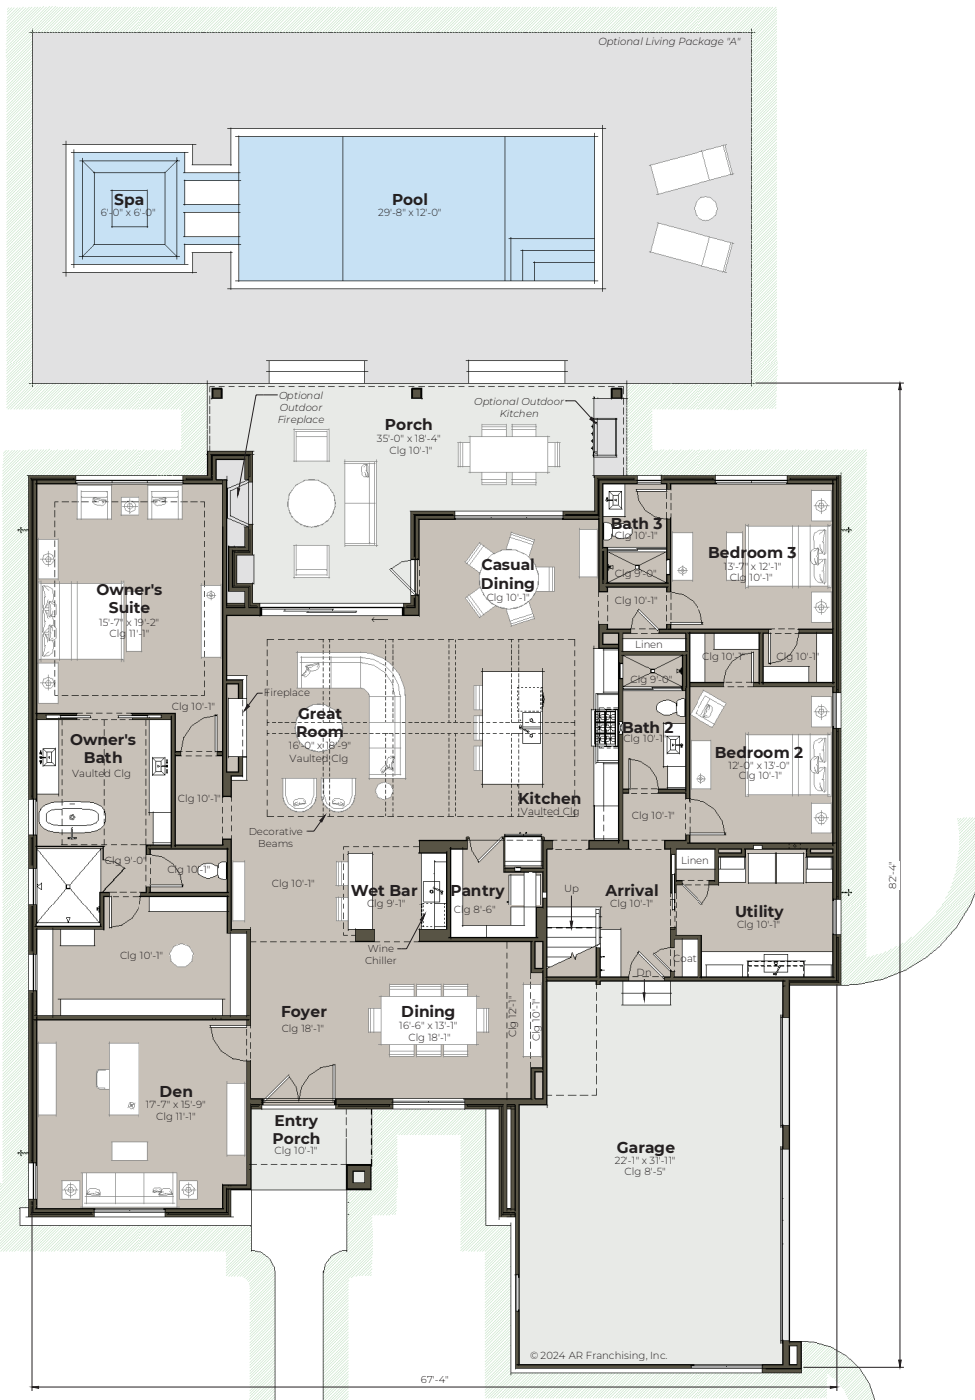 Optional Living Package "A"
Spa
6'-0" x 6'-0"
Pool
29'-8" x 12'-0"
Optional
Outdoor
Fireplace
Porch
35'-0" x 18'-4"
Clg 10'-1"
Optional Outdoor
Kitchen
Bath 3
Clg 10'-1"
Clg 9'-0"
Clg 10'-1"
Bedroom 3
13'-7" x 12'-1"
Clg 10'-1"
Casual
Dining
Clg 10'-1"
Owner's
Suite
15'-7" x 19'-2"
Clg 11'-1"
Linen
Clg 10'-1"
Clg 10'-1"
Clg 9'-0"
Fireplace
Clg 10'-1"
Great
Room
16'-0" x 18'-9"
Vaulted Clg
Bath 2
Clg 10'-1"
Owner's
Bath
Vaulted Clg
Bedroom 2
12'-0" x 13'-0"
Clg 10'-1"
Clg 10'-1"
Kitchen
Vaulted Clg
Clg 10'-1"
Decorative
Beams
Clg 9'-0"
Clg 10'-1"
Clg 10'-1"
Wet Bar
Clg 9'-1"
Pantry
Clg 8'-6"
Up
Arrival
Clg 10'-1"
Linen
Utility
Clg 10'-1"
82'-4"
Wine
Chiller
Clg 10'-1"
Coat
Dn
Foyer
Clg 18'-1"
Dining
16'-6" x 13'-1"
Clg 18'-1"
Clg 12'-1"
Clg 10'-1"
Den
17'-7" x 15'-9"
Clg 11'-1"
Entry
Porch
Clg 10'-1"
Garage
22'-1" x 31'-11"
Clg 8'-5"
© 2024 AR Franchising, Inc.
67'-4"